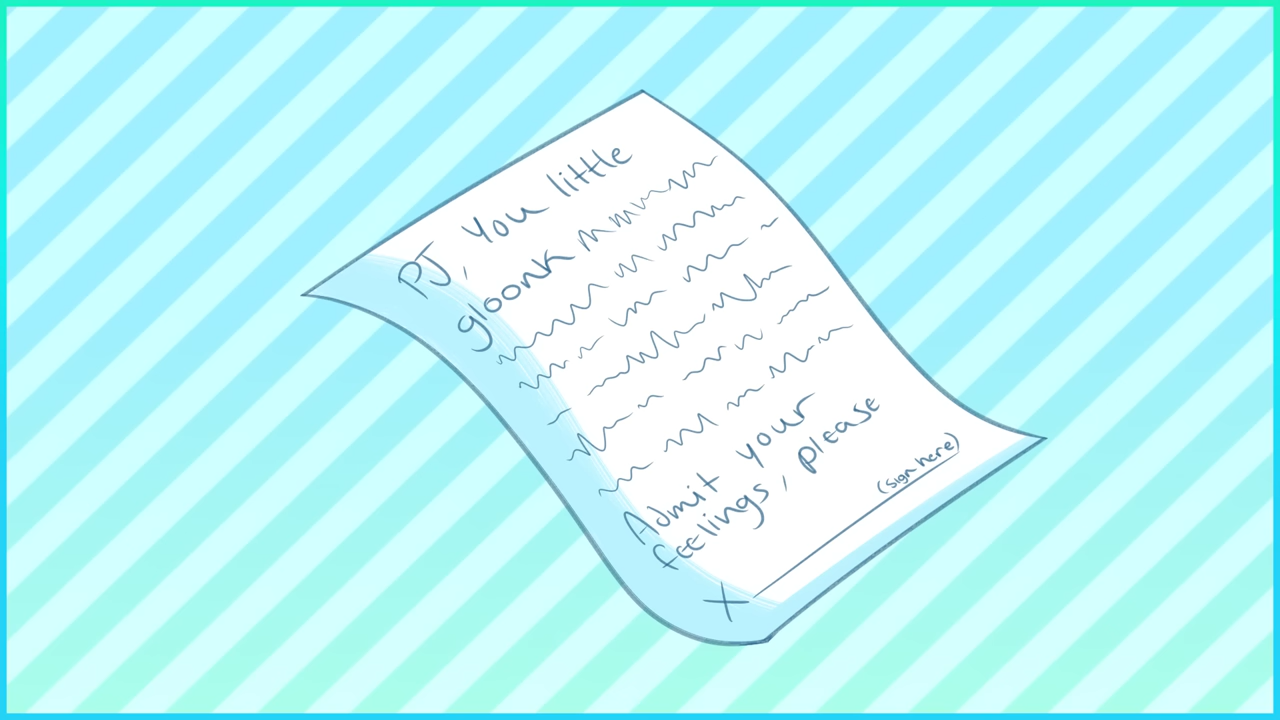 PJ, You little
gloonk
Admit your
feelings, please
(sign here)
X